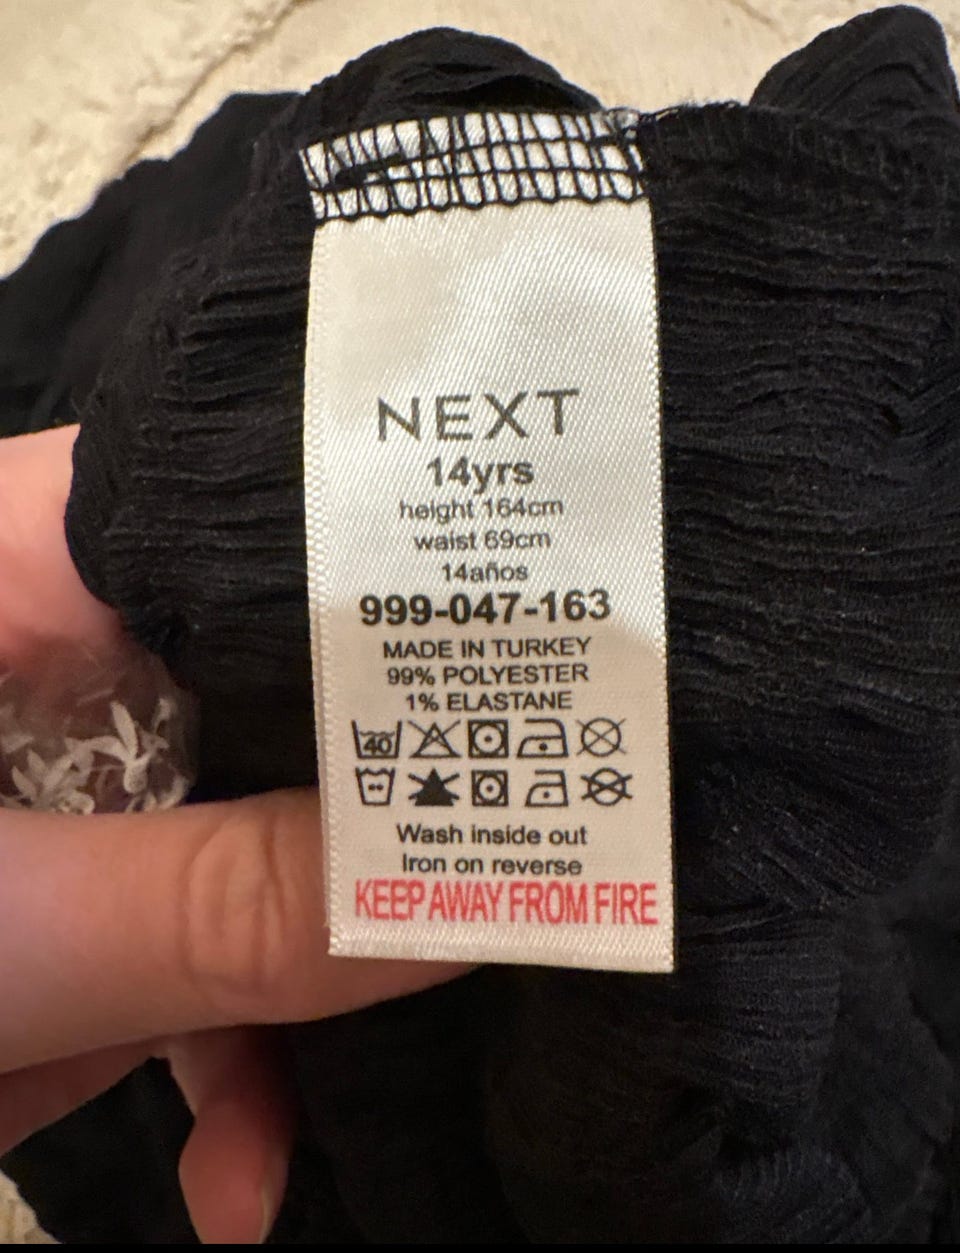 NEXT
14yrs
height 164cm
waist 69cm
14años
999-047-163
MADE IN TURKEY
99% POLYESTER
1% ELASTANE
40
Wash inside out
Iron on reverse
KEEP AWAY FROM FIRE